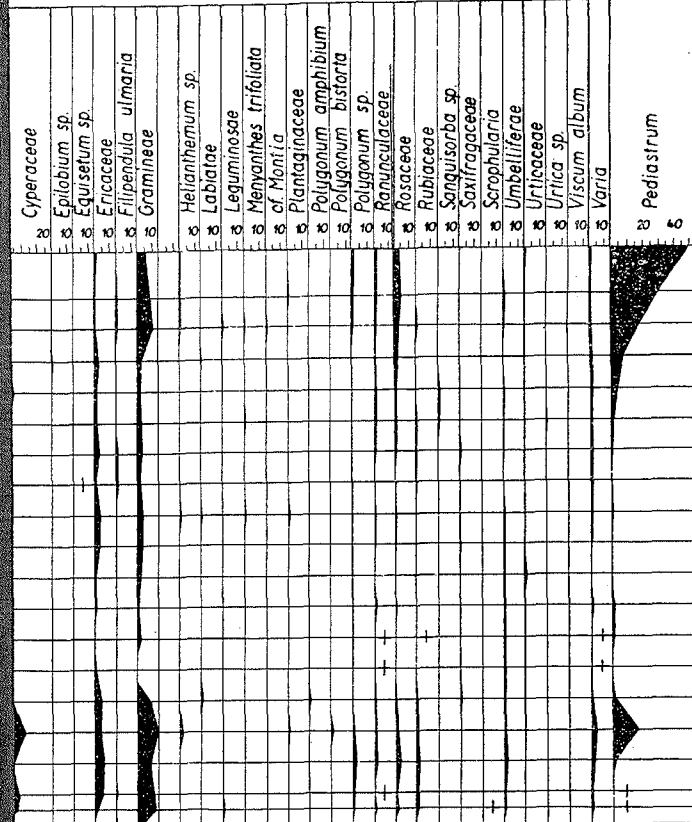 Cyperaceae
Epilobium sp.
Equisetum sp.
Ericaceae
Filipendula ulmaria
Gramineae
Helianthemum sp.
Labiatae
Leguminosae
Menyanthes trifoliata
cf Montia
Plantaginaceae
Polygonum amphibium
Polygonum bistorta
Polygonum sp.
Ranunculaceae
Rosaceae
Rubiaceae
Sanquisorba sp.
Saxifragaceae
Scrophularia
Umbelliferae
Urticaceae
Urtica sp.
Viscum album
Varia
Pediastrum
20 10 10 10 10 10 10 10 10 10 10 10 10 10 10 10 10 10 10 10 10 10 10 10 10 10 20 40